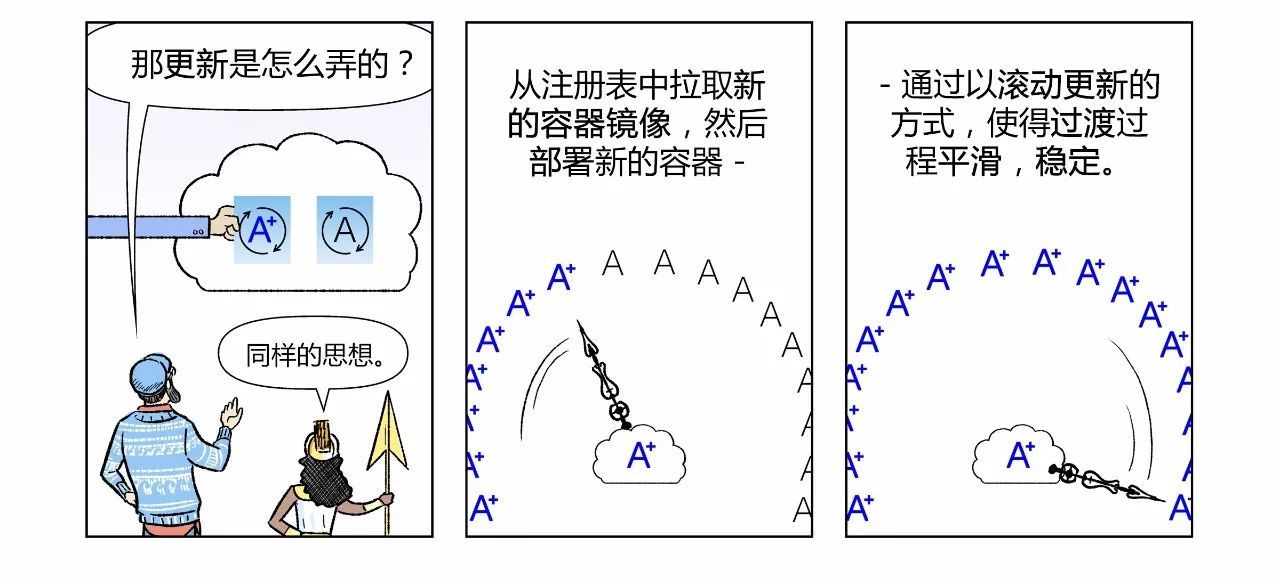 那更新是怎么弄的？
A+ A
同样的思想。
从注册表中拉取新
的容器镜像，然后
部署新的容器 -
A+ A+ A+ A+ A+ A+ A+ A+ A A A A A A A A A A
A+
- 通过以滚动更新的
方式，使得过渡过
程平滑，稳定。
A+ A+ A+ A+ A+ A+ A+ A+ A+ A+ A+ A+ A+ A+ A+ A+ A+ A+
A+